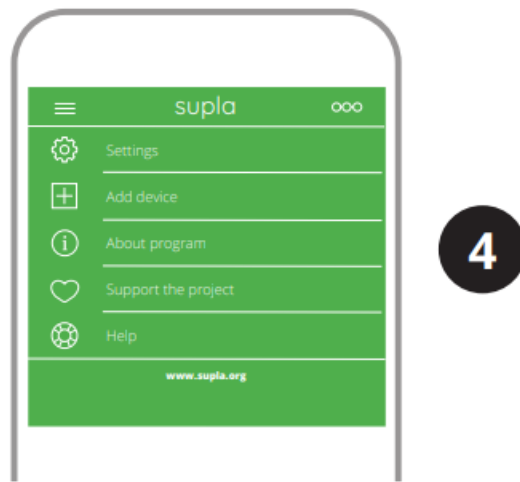 supla
Settings
Add device
About program
Support the project
Help
www.supla.org
4